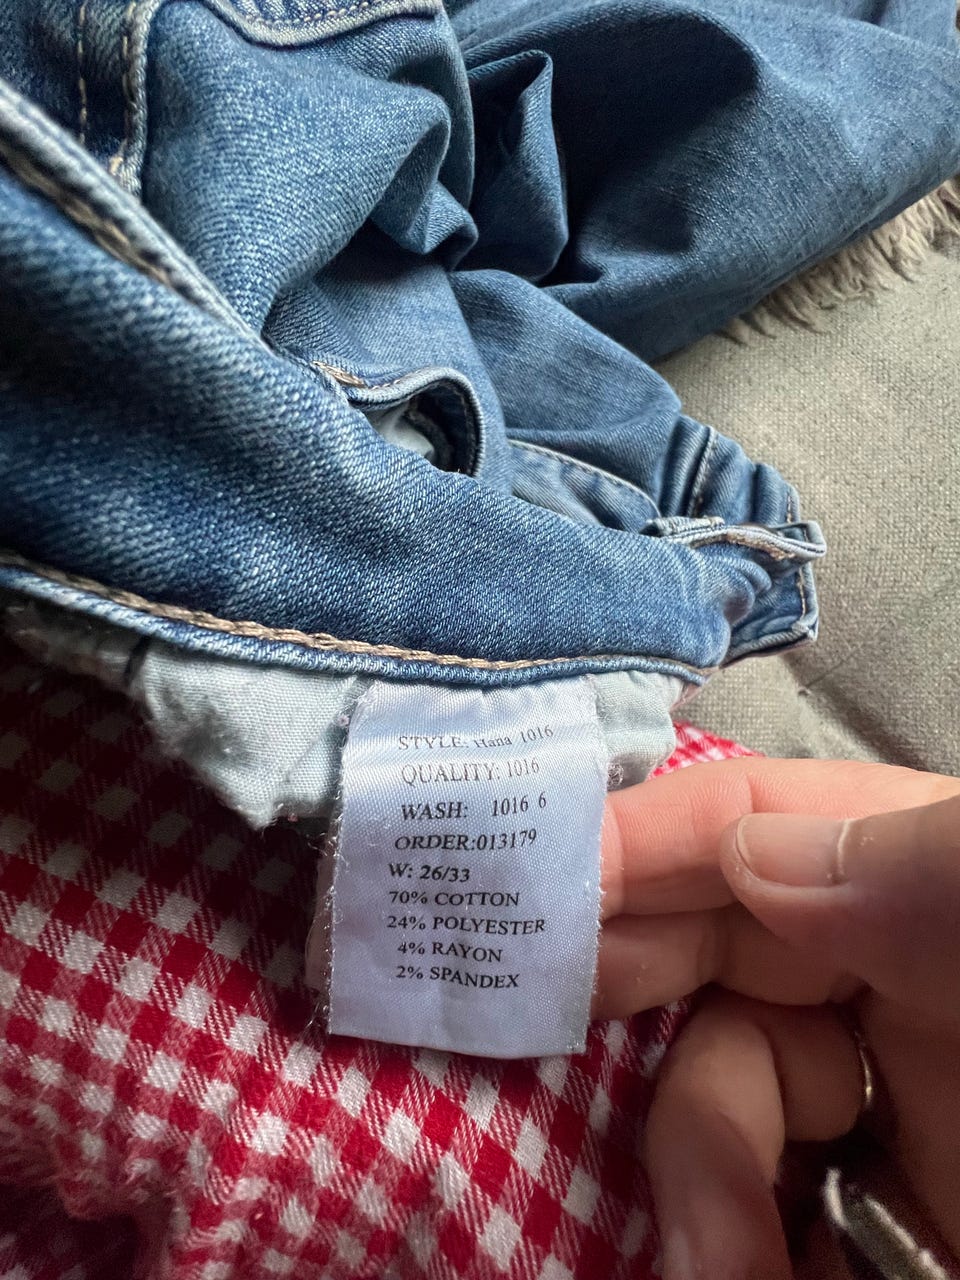 STYLE: Hana 1016
QUALITY: 1016
WASH: 1016 6
ORDER:013179
W: 26/33
70% COTTON
24% POLYESTER
4% RAYON
2% SPANDEX